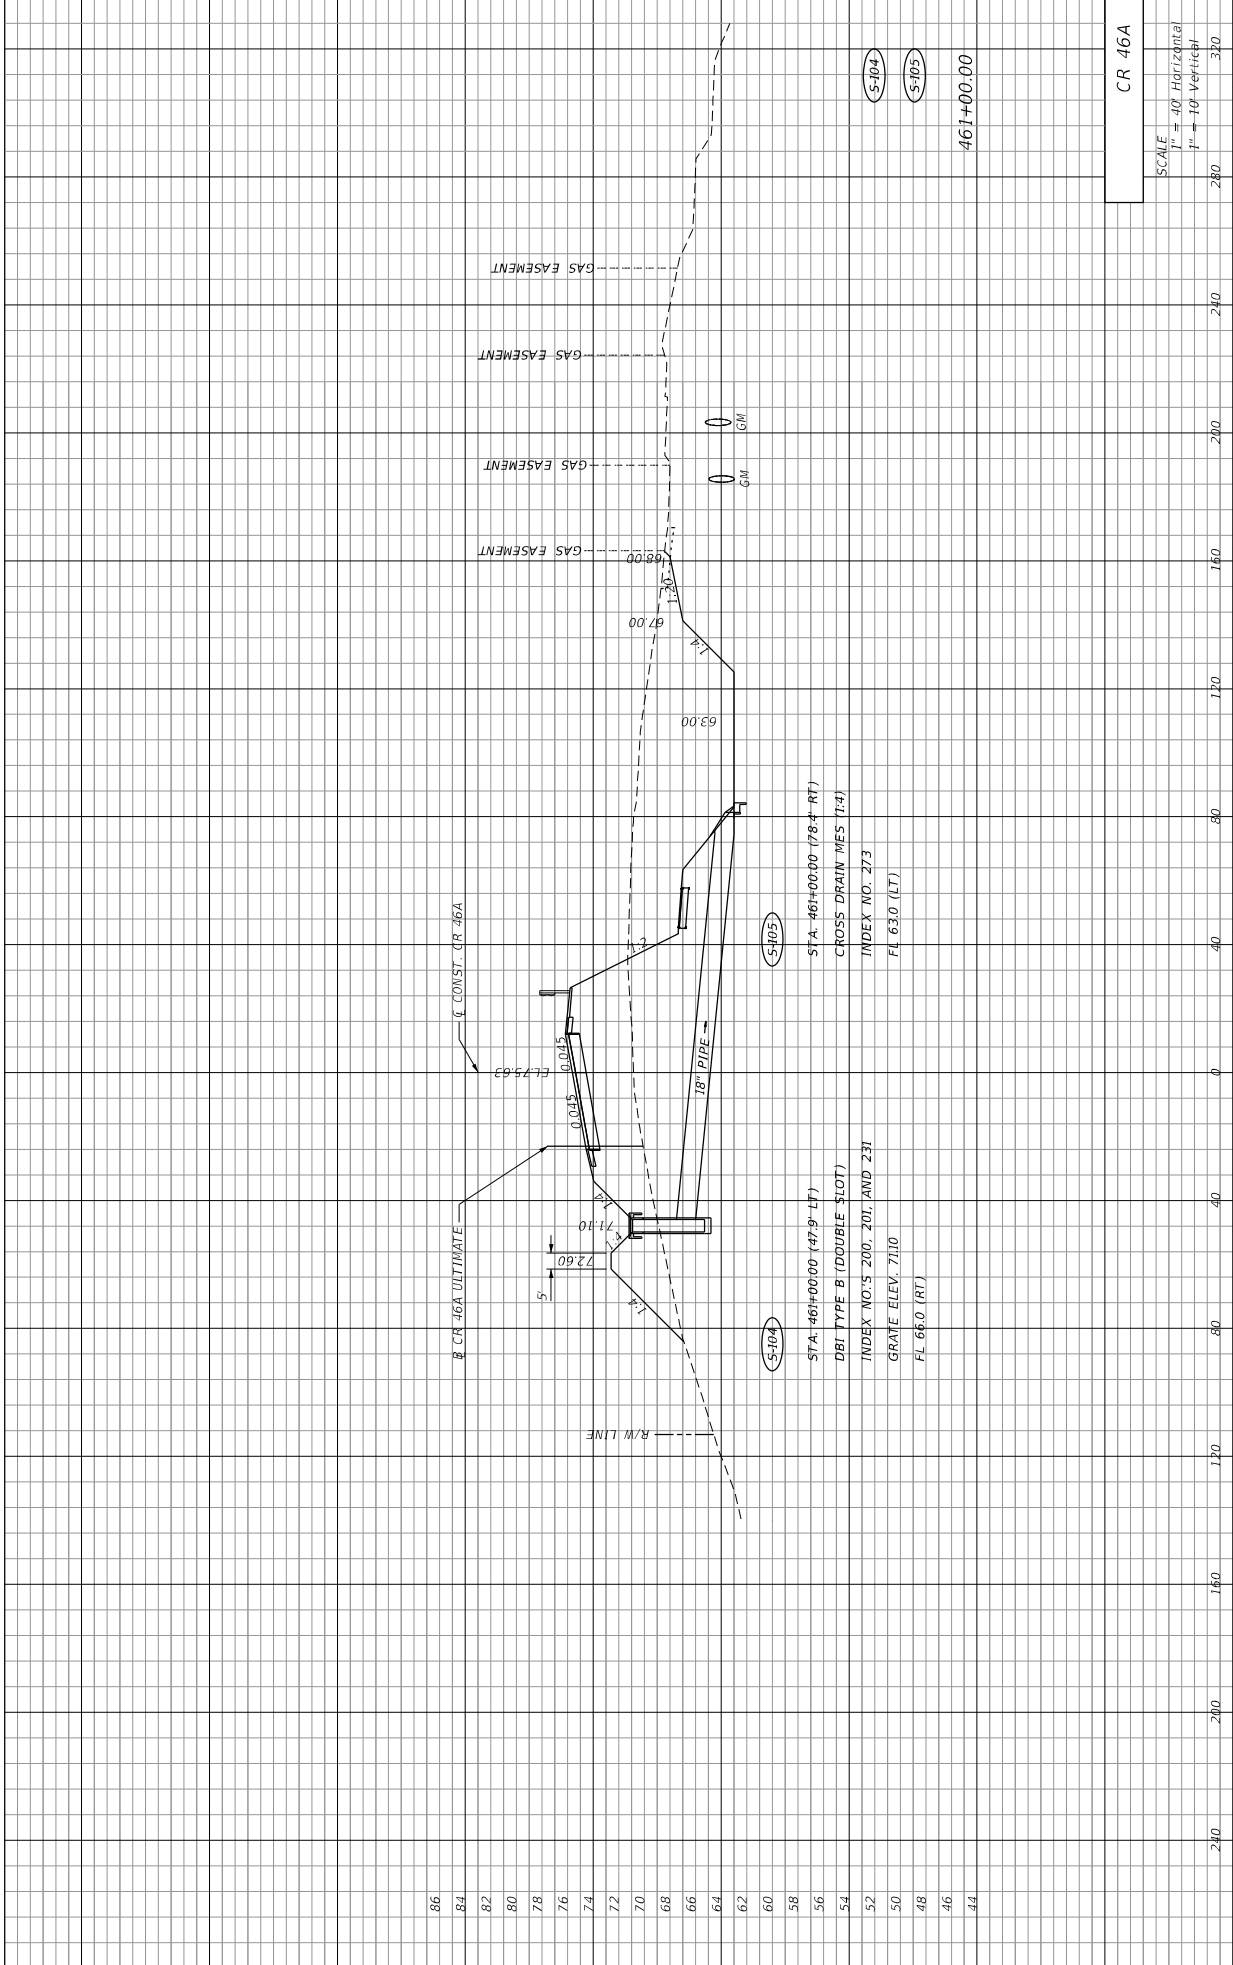 CR 46A
SCALE
1" = 40' Horizontal
1" = 10' Vertical
S-104
S-105
461+00.00
GAS EASEMENT
GAS EASEMENT
GAS EASEMENT
GAS EASEMENT
GM
GM
68.00
1:20
67.00
1:4
63.00
℄ CONST. CR 46A
EL.75.63
0.045
0.045
1:2
18" PIPE
℄ CR 46A ULTIMATE
1:4
71.10
1:4
72.60
5'
1:4
R/W LINE
S-105
STA. 461+00.00 (78.4' RT)
CROSS DRAIN MES (1:4)
INDEX NO. 273
FL 63.0 (LT)
S-104
STA. 461+00.00 (47.9' LT)
DBI TYPE B (DOUBLE SLOT)
INDEX NO.'S 200, 201, AND 231
GRATE ELEV. 71.10
FL 66.0 (RT)
86
84
82
80
78
76
74
72
70
68
66
64
62
60
58
56
54
52
50
48
46
44
240
200
160
120
80
40
0
40
80
120
160
200
240
280
320